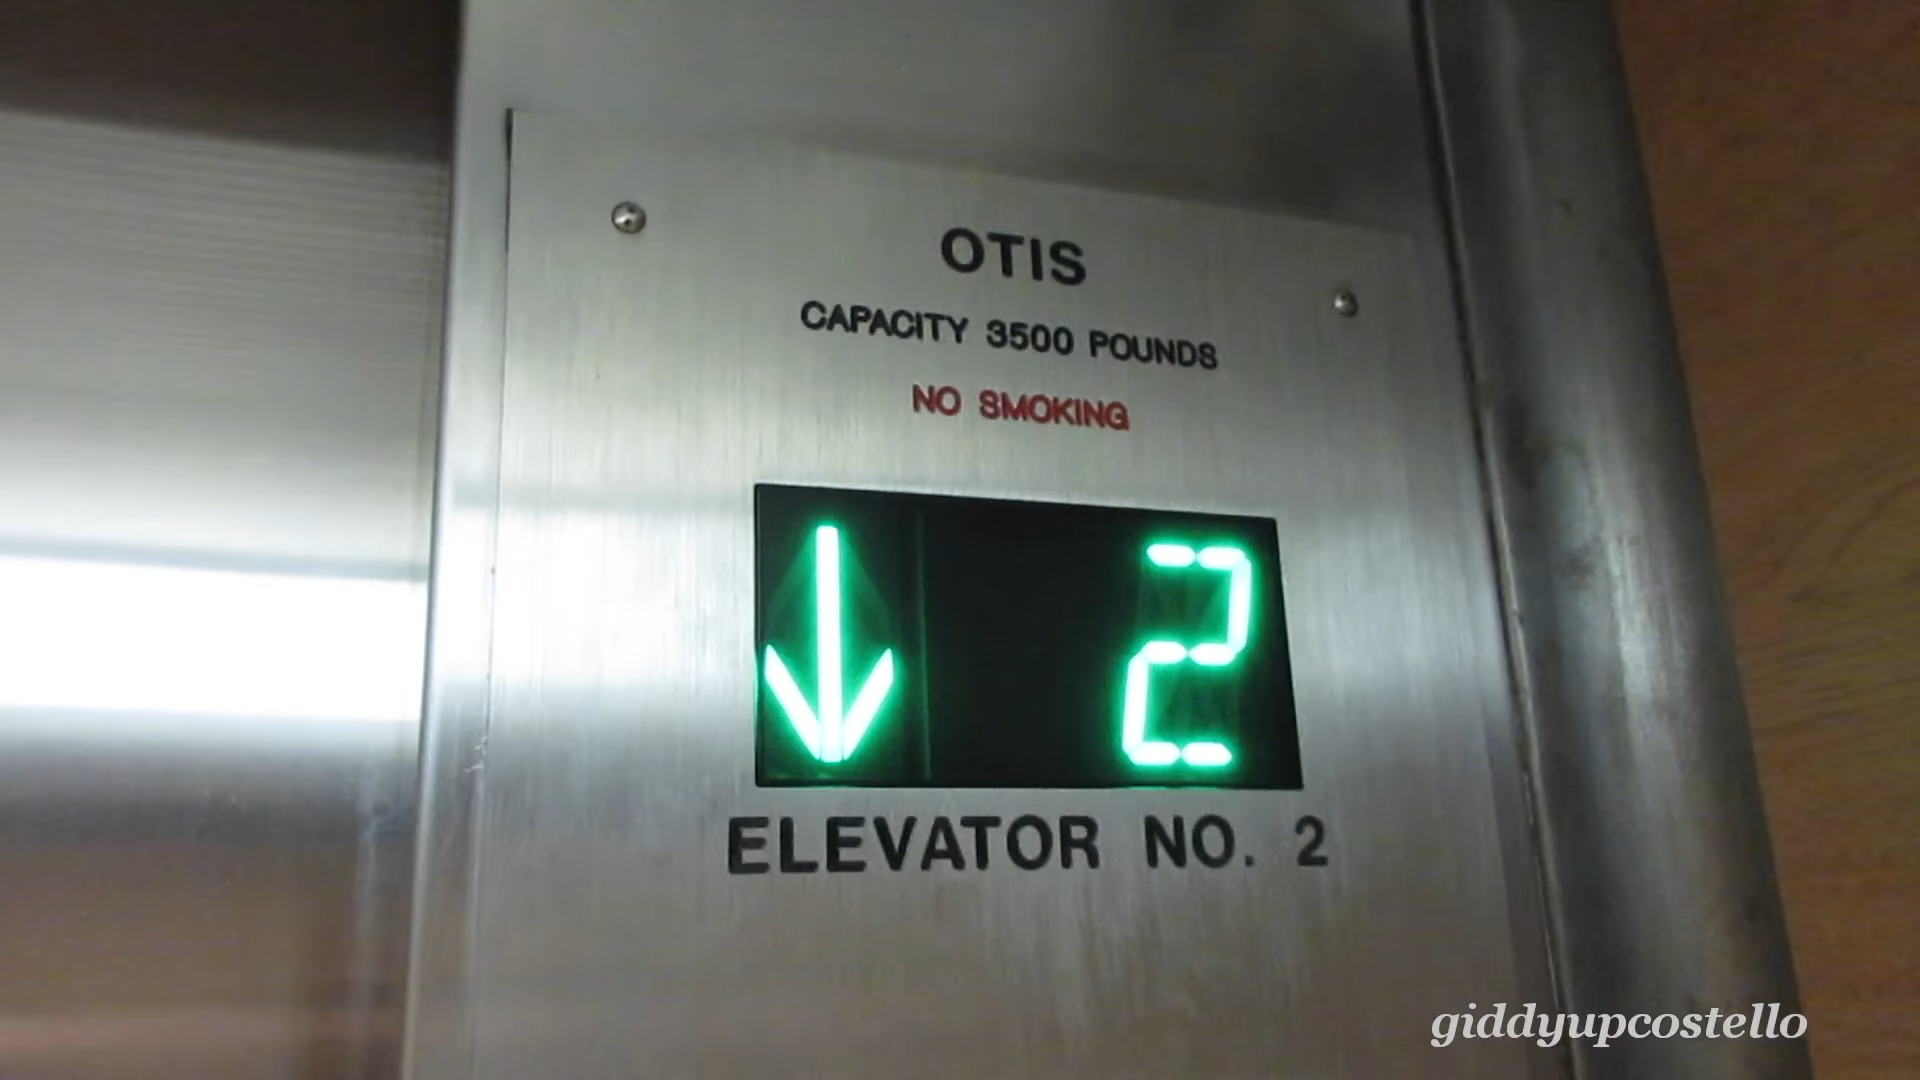 OTIS
CAPACITY 3500 POUNDS
NO SMOKING
2
ELEVATOR NO. 2
giddyupcostello